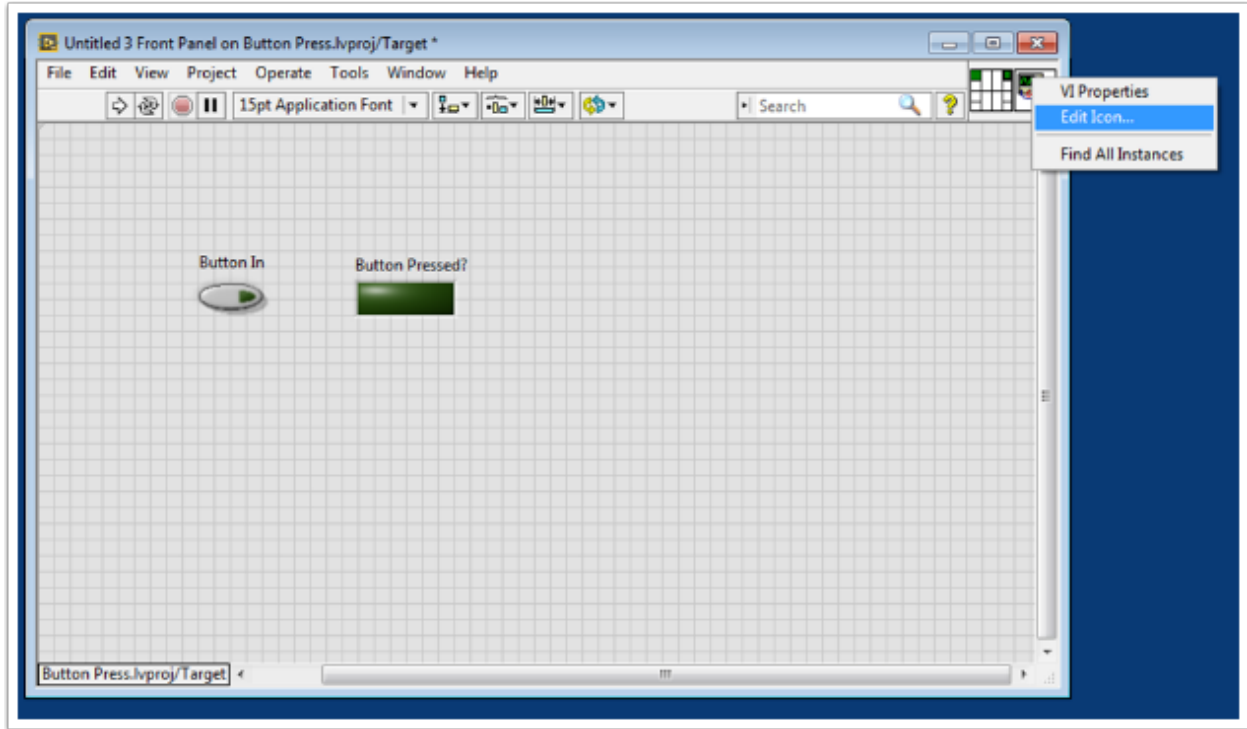 Untitled 3 Front Panel on Button Press.lvproj/Target *
File Edit View Project Operate Tools Window Help
15pt Application Font
Search
VI Properties
Edit Icon...
Find All Instances
Button In
Button Pressed?
Button Press.lvproj/Target